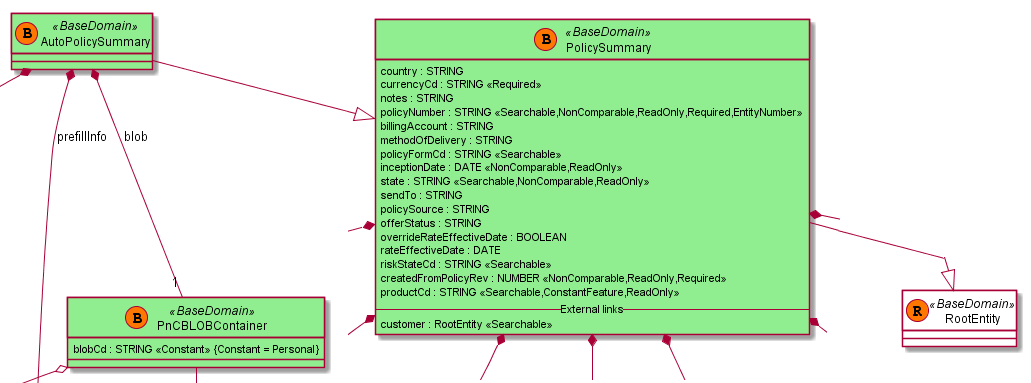 B «BaseDomain»
AutoPolicySummary
prefillInfo
blob
1
B «BaseDomain»
PnCBLOBContainer
blobCd : STRING «Constant» {Constant = Personal}
B «BaseDomain»
PolicySummary
country : STRING
currencyCd : STRING «Required»
notes : STRING
policyNumber : STRING «Searchable,NonComparable,ReadOnly,Required,EntityNumber»
billingAccount : STRING
methodOfDelivery : STRING
policyFormCd : STRING «Searchable»
inceptionDate : DATE «NonComparable,ReadOnly»
state : STRING «Searchable,NonComparable,ReadOnly»
sendTo : STRING
policySource : STRING
offerStatus : STRING
overrideRateEffectiveDate : BOOLEAN
rateEffectiveDate : DATE
riskStateCd : STRING «Searchable»
createdFromPolicyRev : NUMBER «NonComparable,ReadOnly,Required»
productCd : STRING «Searchable,ConstantFeature,ReadOnly»
External links
customer : RootEntity «Searchable»
R «BaseDomain»
RootEntity